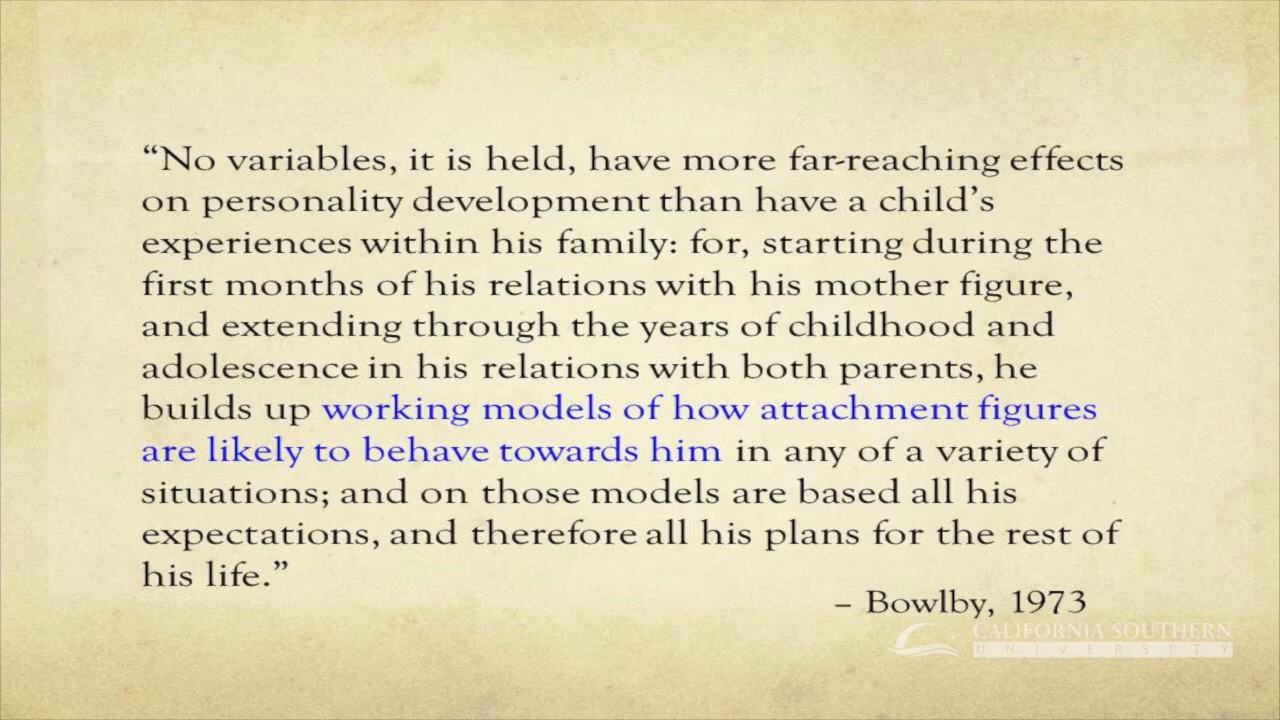 “No variables, it is held, have more far-reaching effects
on personality development than have a child’s
experiences within his family: for, starting during the
first months of his relations with his mother figure,
and extending through the years of childhood and
adolescence in his relations with both parents, he
builds up working models of how attachment figures
are likely to behave towards him in any of a variety of
situations; and on those models are based all his
expectations, and therefore all his plans for the rest of
his life.”
– Bowlby, 1973
CALIFORNIA SOUTHERN
UNIVERSITY